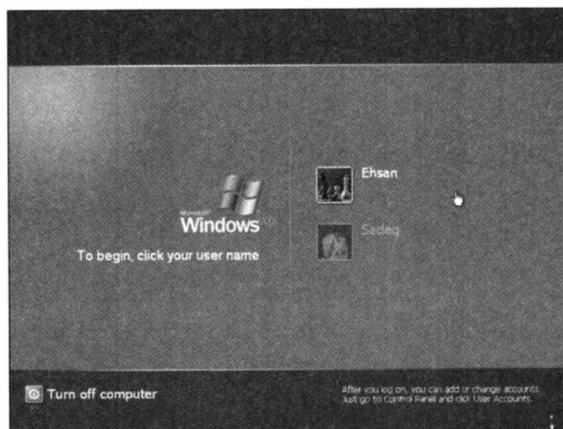 Microsoft
Windows xp
To begin, click your user name
Ehsan
Sadeq
Turn off computer
After you log on, you can add or change accounts.
Just go to Control Panel and click User Accounts.